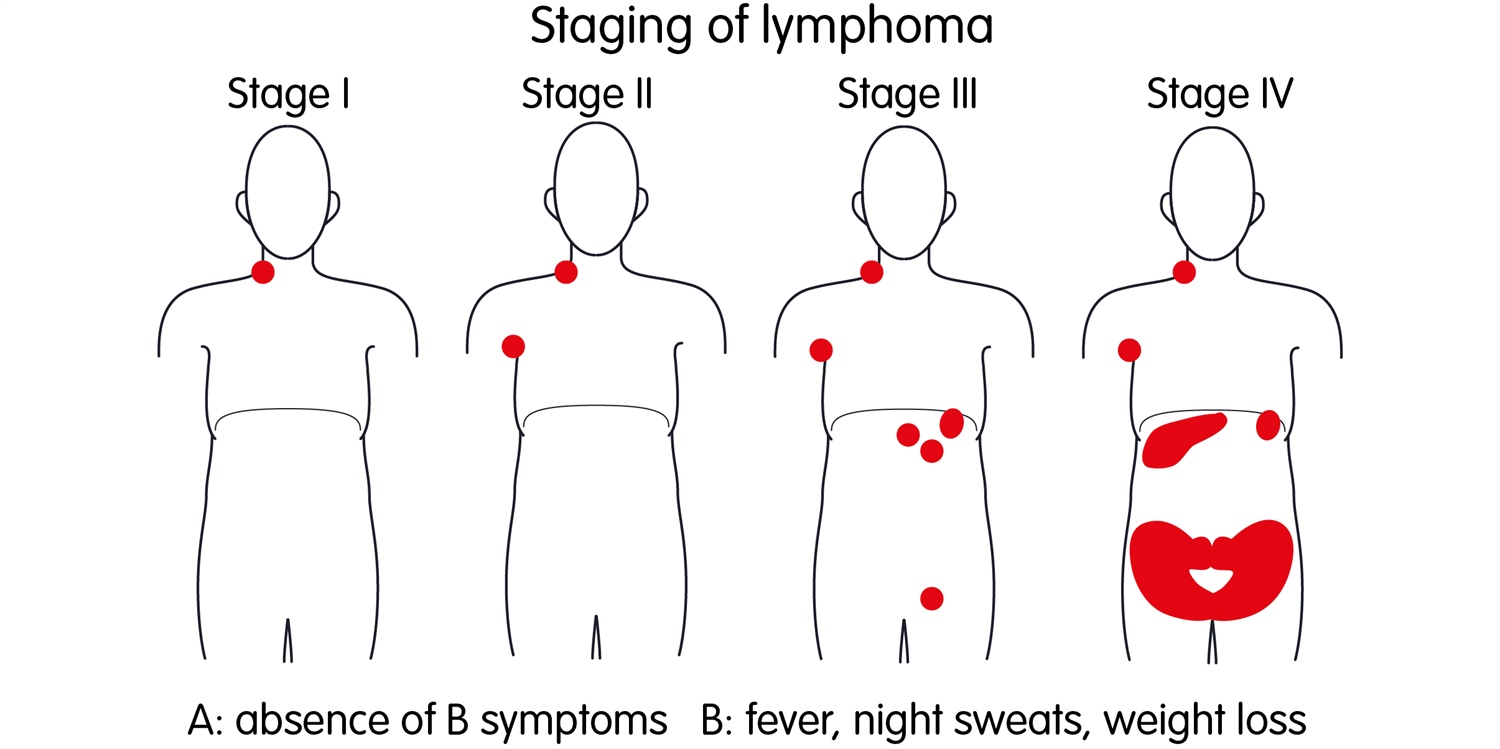 Staging of lymphoma
Stage I
Stage II
Stage III
Stage IV
A: absence of B symptoms B: fever, night sweats, weight loss